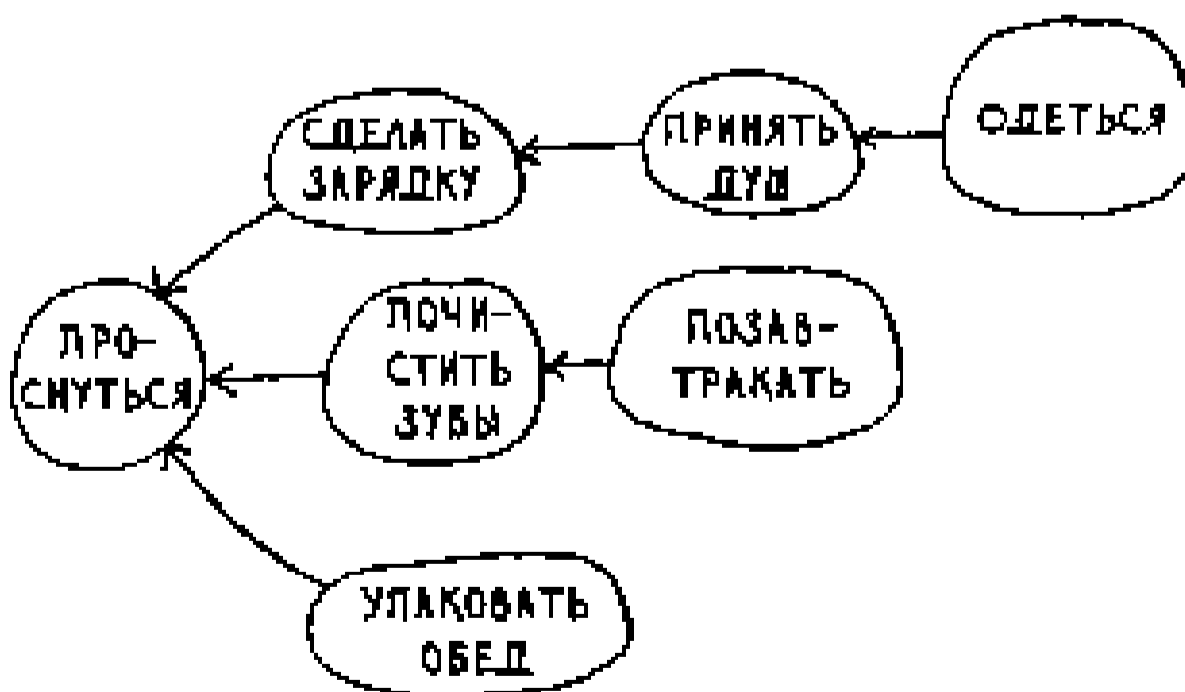 СДЕЛАТЬ
ЗАРЯДКУ
ПРИНЯТЬ
ДУШ
ОДЕТЬСЯ
ПРО-
СНУТЬСЯ
ПОЧИ-
СТИТЬ
ЗУБЫ
ПОЗАВ-
ТРАКАТЬ
УПАКОВАТЬ
ОБЕД